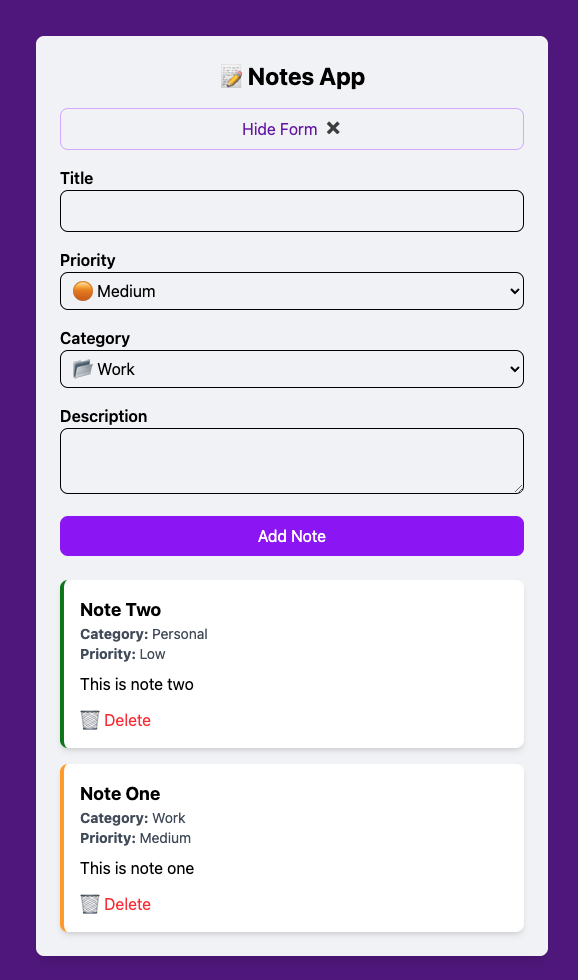 📝 Notes App
Hide Form ✖️
Title
Priority
🟠 Medium
Category
📂 Work
Description
Add Note
Note Two
Category: Personal
Priority: Low
This is note two
🗑️ Delete
Note One
Category: Work
Priority: Medium
This is note one
🗑️ Delete